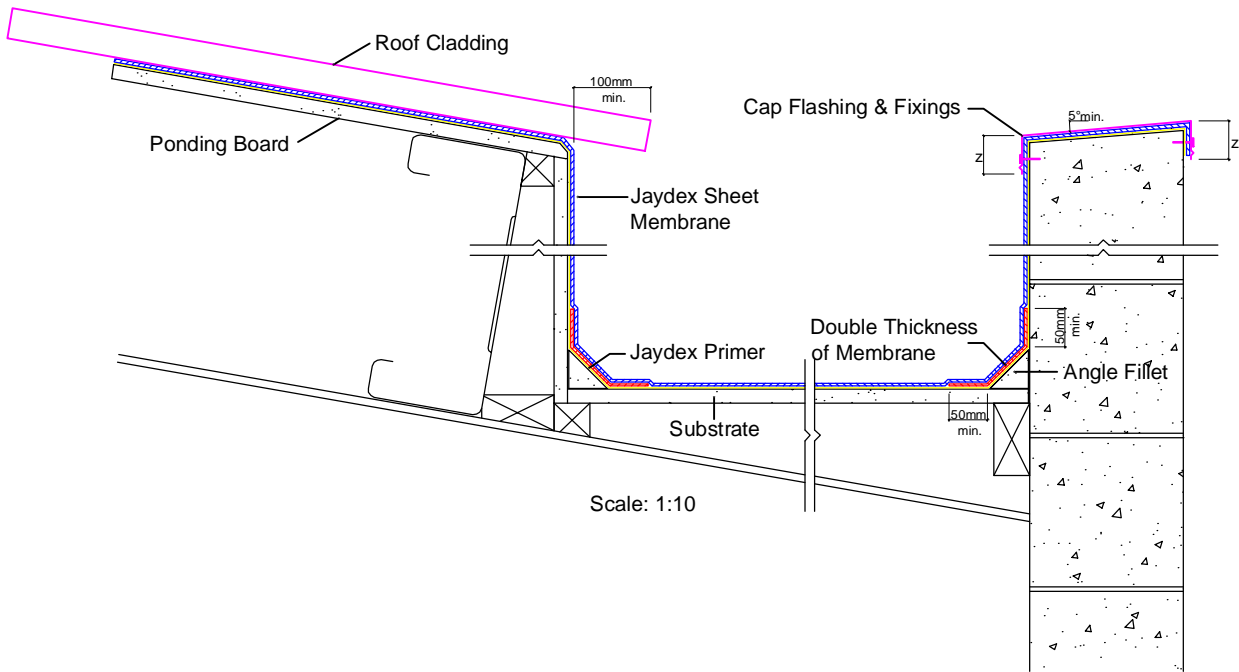 Roof Cladding
100mm
min.
Cap Flashing & Fixings
5°min.
Ponding Board
z
z
Jaydex Sheet
Membrane
50mm
min.
Double Thickness
of Membrane
Jaydex Primer
Angle Fillet
50mm
min.
Substrate
Scale: 1:10